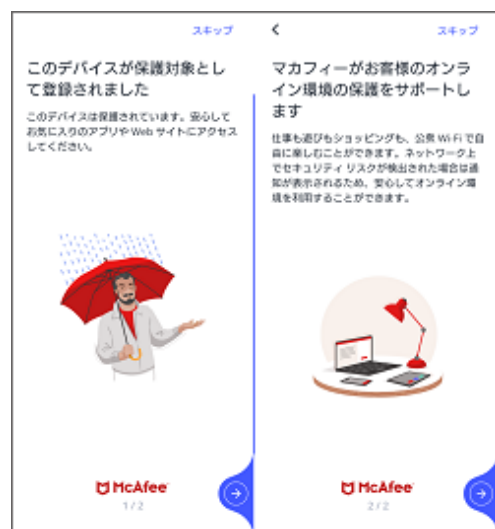 スキップ
このデバイスが保護対象とし
て登録されました
このデバイスは保護されています。安心して
お気に入りのアプリや Web サイトにアクセス
してください。
McAfee
1 / 2
スキップ
マカフィーがお客様のオンラ
イン環境の保護をサポートし
ます
仕事も遊びもショッピングも、公衆 Wi-Fi で自
由に楽しむことができます。ネットワーク上
でセキュリティ リスクが検出された場合は通
知が表示されるため、安心してオンライン環
境を利用することができます。
McAfee
2 / 2